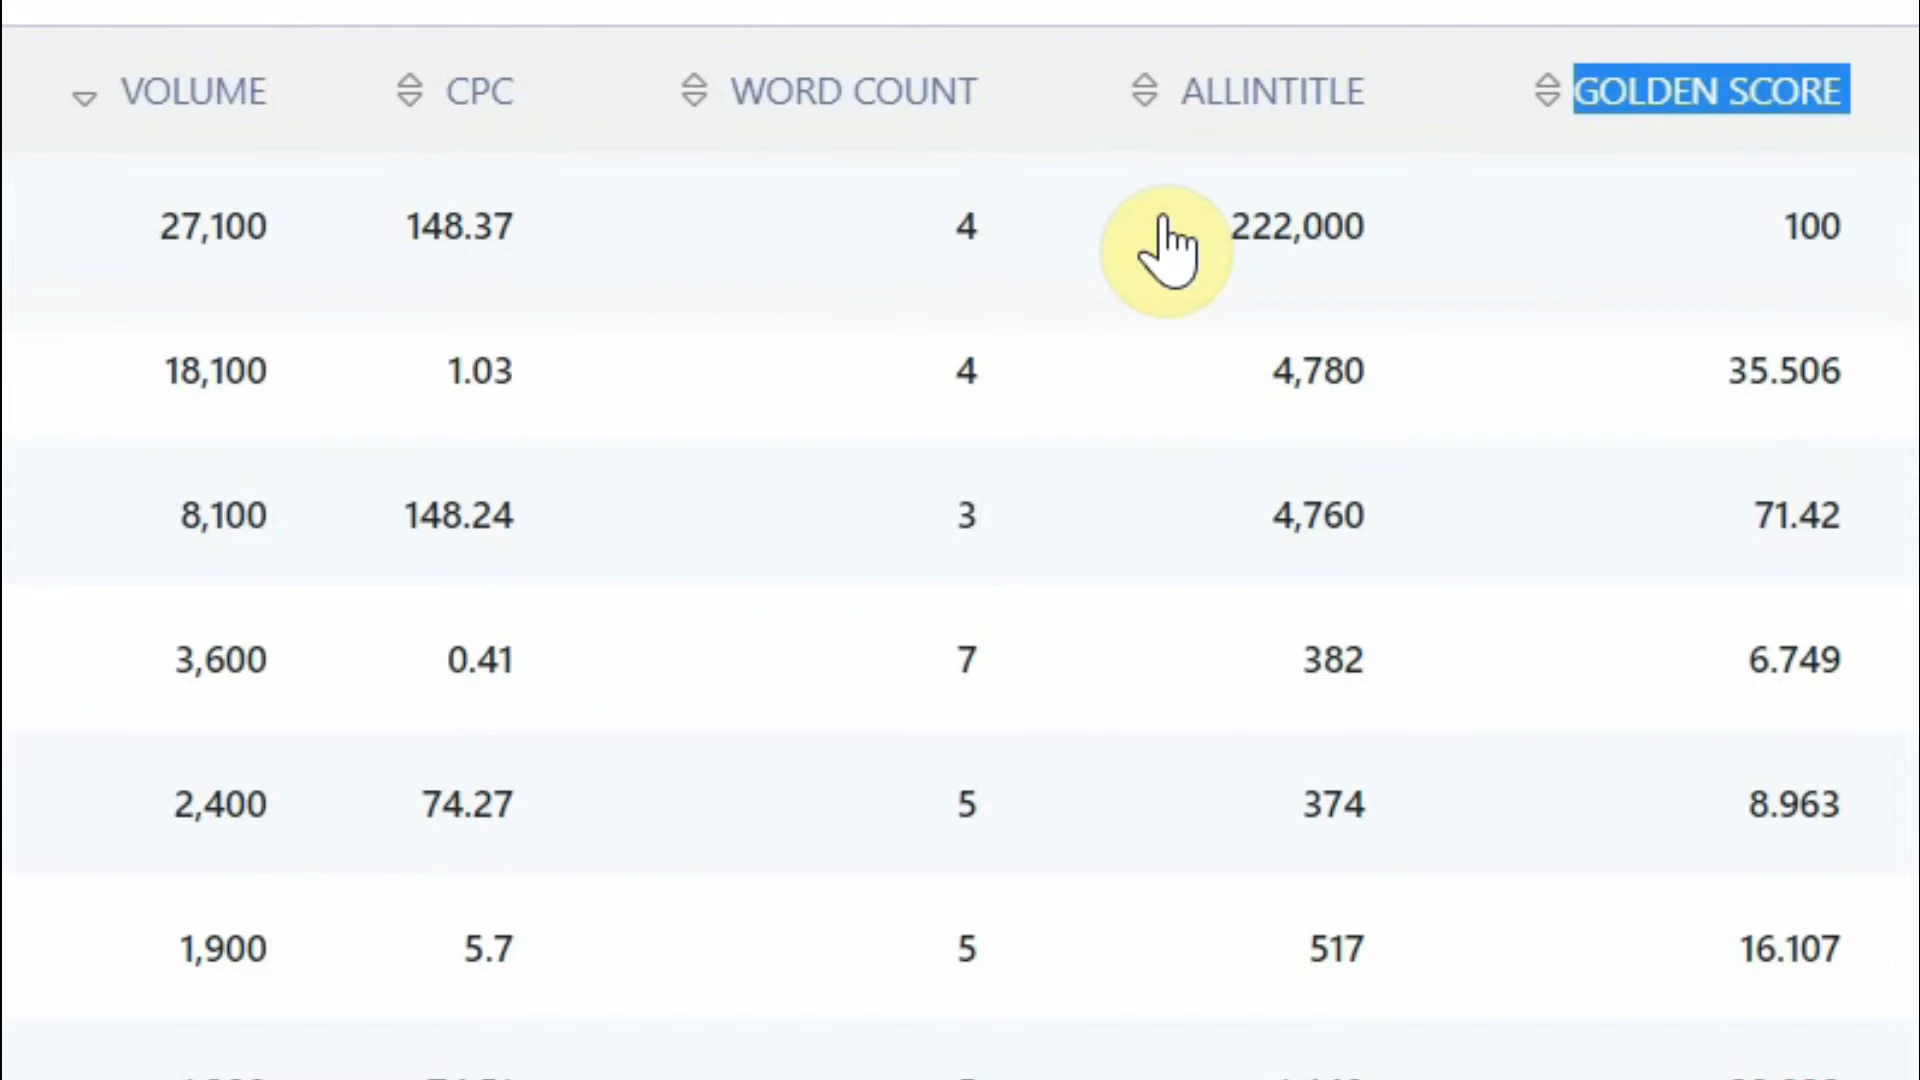 VOLUME CPC WORD COUNT ALLINTITLE GOLDEN SCORE
27,100 148.37 4 222,000 100
18,100 1.03 4 4,780 35.506
8,100 148.24 3 4,760 71.42
3,600 0.41 7 382 6.749
2,400 74.27 5 374 8.963
1,900 5.7 5 517 16.107